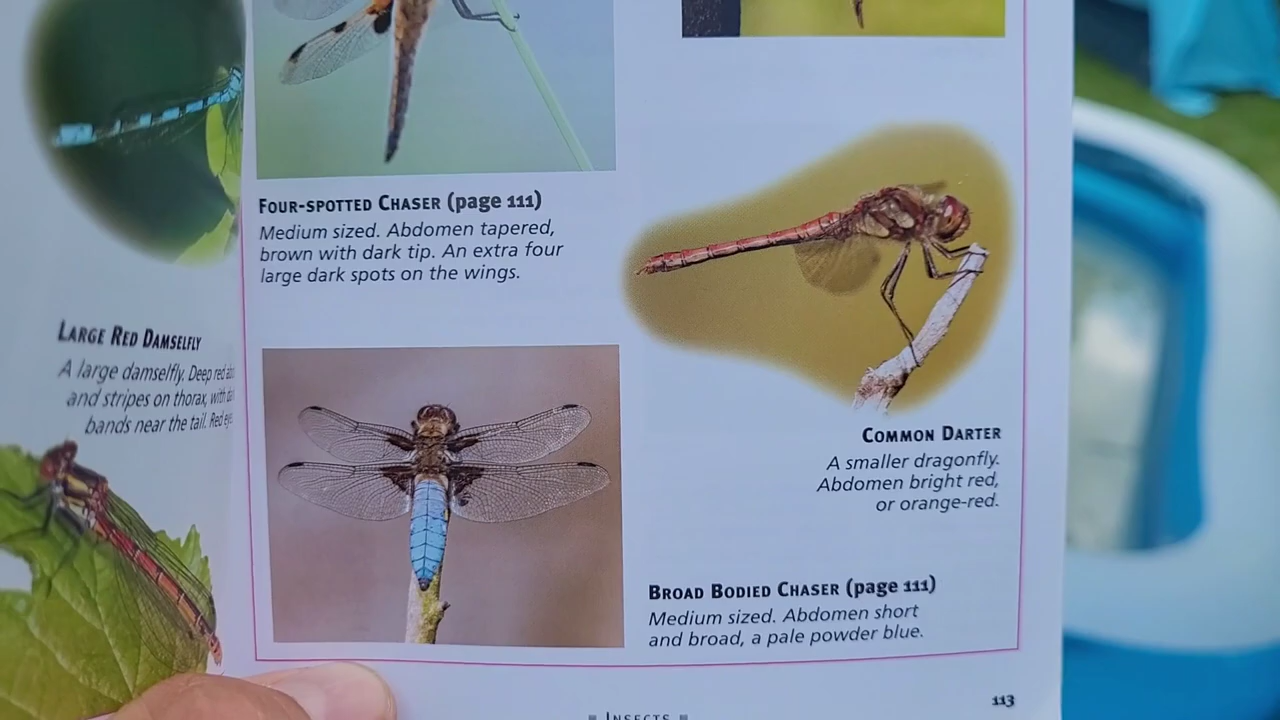 Large Red Damselfly
A large damselfly. Deep red
and stripes on thorax, with
bands near the tail. Red
Four-spotted Chaser (page 111)
Medium sized. Abdomen tapered,
brown with dark tip. An extra four
large dark spots on the wings.
Common Darter
A smaller dragonfly.
Abdomen bright red,
or orange-red.
Broad Bodied Chaser (page 111)
Medium sized. Abdomen short
and broad, a pale powder blue.
113
Insects